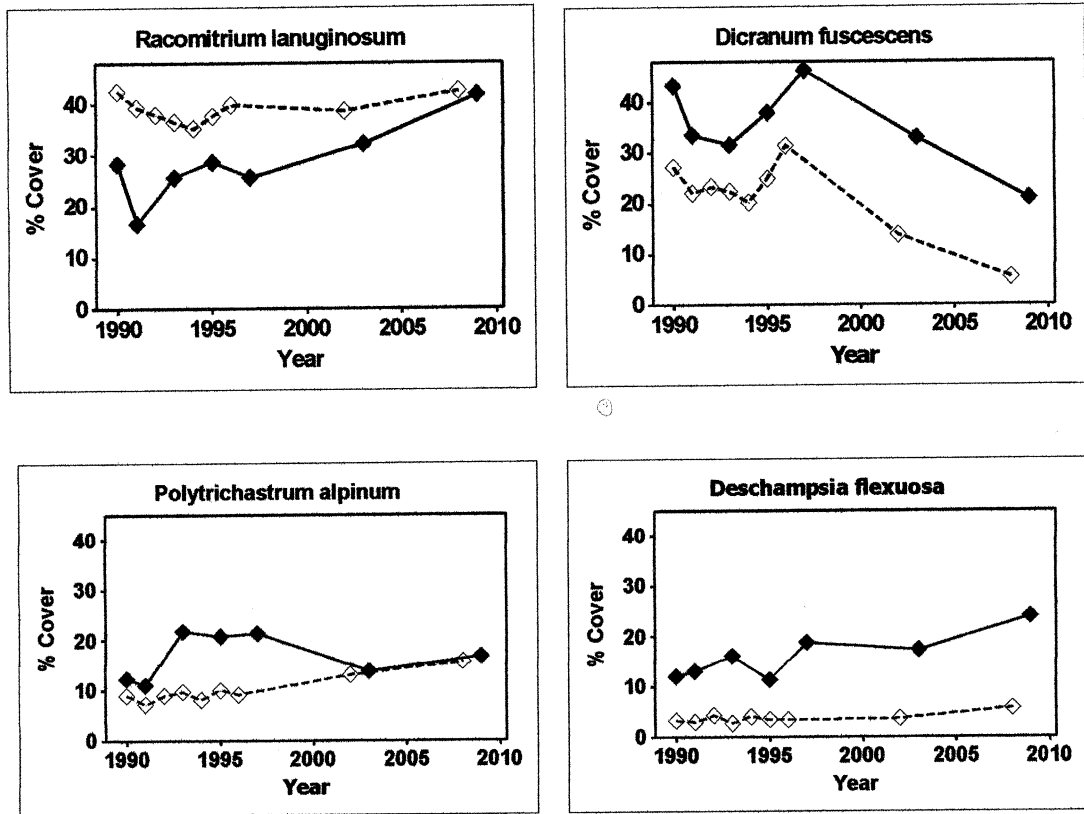 Racomitrium lanuginosum
% Cover
40
30
20
10
0
1990 1995 2000 2005 2010
Year
Dicranum fuscescens
% Cover
40
30
20
10
0
1990 1995 2000 2005 2010
Year
Polytrichastrum alpinum
% Cover
40
30
20
10
0
1990 1995 2000 2005 2010
Year
Deschampsia flexuosa
% Cover
40
30
20
10
0
1990 1995 2000 2005 2010
Year